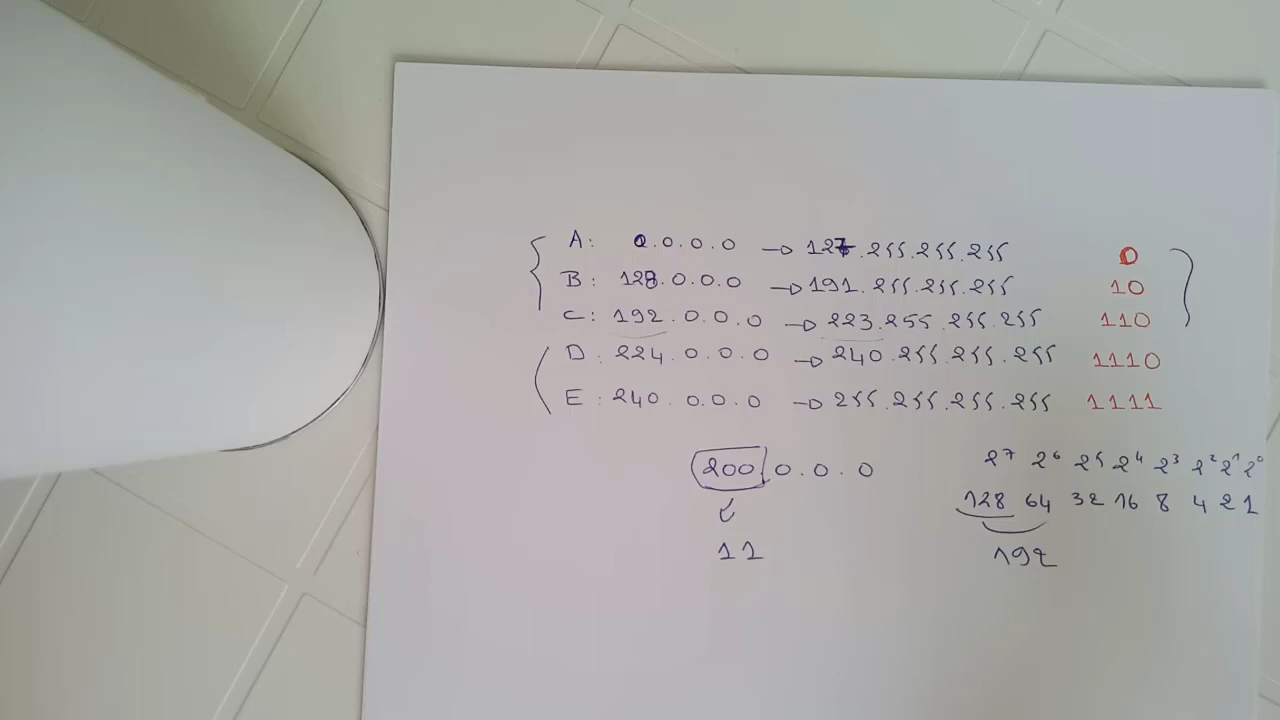 A: 0.0.0.0 → 127.255.255.255 0
B: 128.0.0.0 → 191.255.255.255 10
C: 192.0.0.0 → 223.255.255.255 110
D: 224.0.0.0 → 240.255.255.255 1110
E: 240.0.0.0 → 255.255.255.255 1111
200.0.0.0
11
2⁷ 2⁶ 2⁵ 2⁴ 2³ 2² 2¹ 2⁰
128 64 32 16 8 4 2 1
192